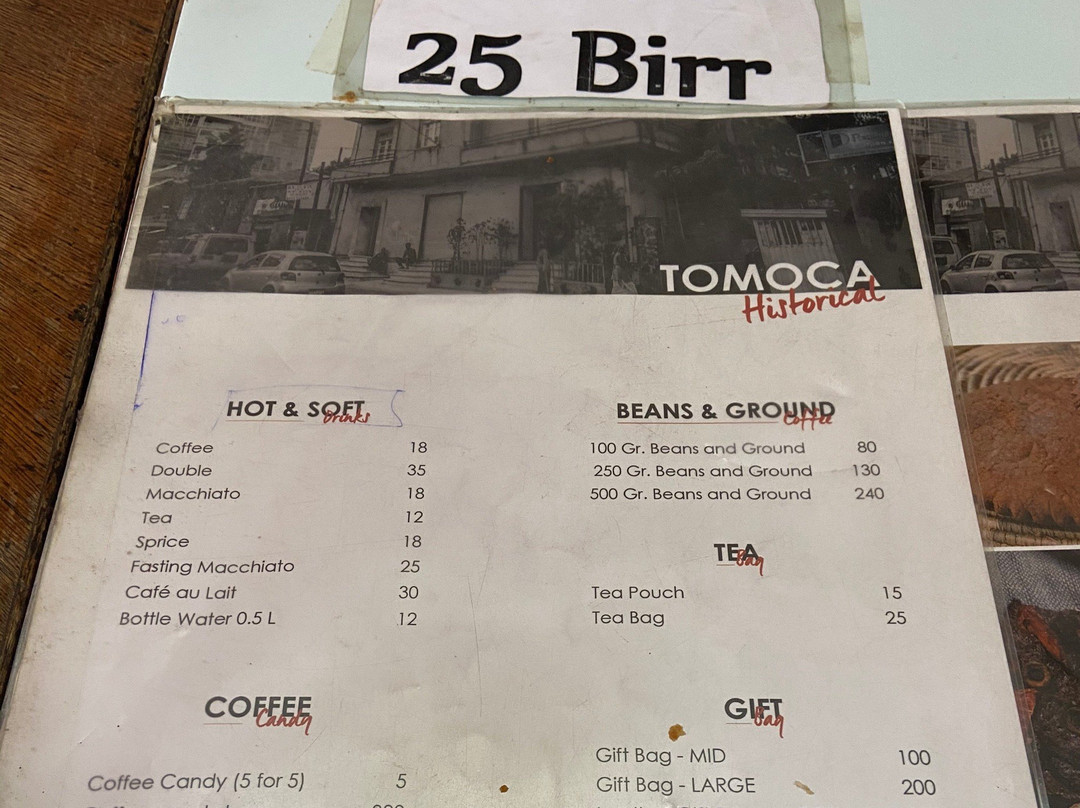 25 Birr
TOMOCA
Historical
HOT & SOFT
Drinks
Coffee 18
Double 35
Macchiato 18
Tea 12
Sprice 18
Fasting Macchiato 25
Café au Lait 30
Bottle Water 0.5 L 12
COFFEE
Candy
Coffee Candy (5 for 5) 5
BEANS & GROUND
Coffee
100 Gr. Beans and Ground 80
250 Gr. Beans and Ground 130
500 Gr. Beans and Ground 240
TEA
Bag
Tea Pouch 15
Tea Bag 25
GIFT
Bag
Gift Bag - MID 100
Gift Bag - LARGE 200